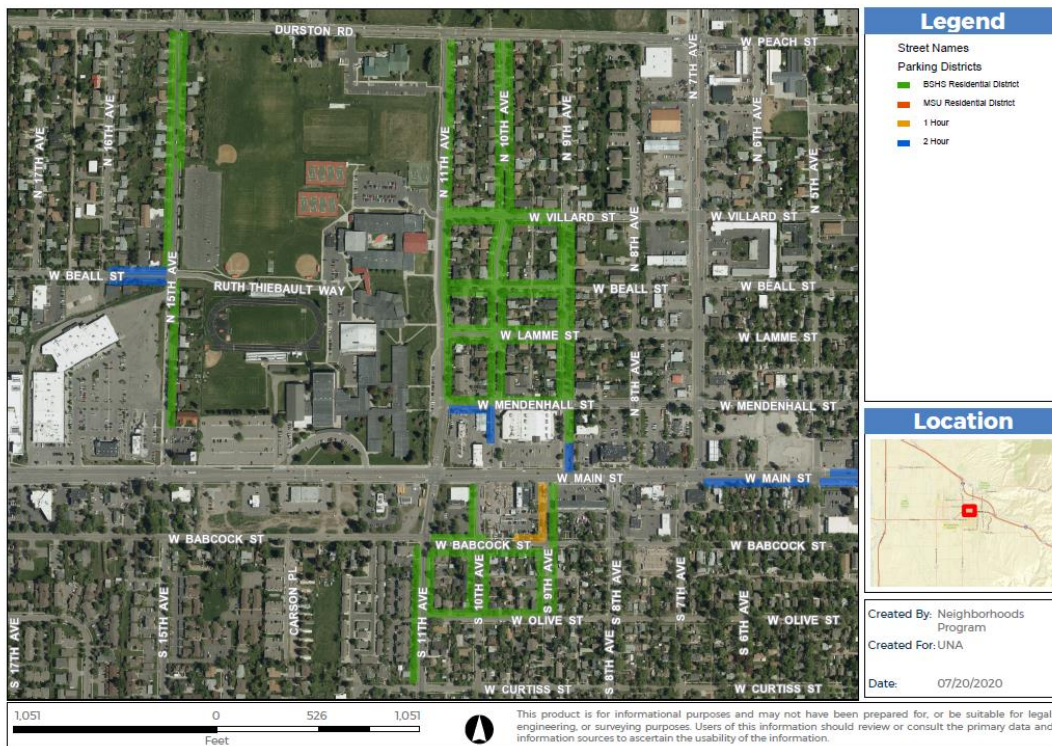 DURSTON RD
W PEACH ST
N 7TH AVE
N 17TH AVE
N 16TH AVE
N 11TH AVE
N 10TH AVE
N 9TH AVE
N 6TH AVE
N 5TH AVE
W VILLARD ST
W VILLARD ST
N 8TH AVE
W BEALL ST
N 15TH AVE
RUTH THIEBAULT WAY
W BEALL ST
W BEALL ST
W LAMME ST
W LAMME ST
N 8TH AVE
W MENDENHALL ST
W MENDENHALL ST
W MAIN ST
W MAIN ST
W BABCOCK ST
W BABCOCK ST
W BABCOCK ST
S 17TH AVE
S 15TH AVE
CARSON PL
S 11TH AVE
S 10TH AVE
S 9TH AVE
S 8TH AVE
S 7TH AVE
S 6TH AVE
W OLIVE ST
W OLIVE ST
S 8TH AVE
W CURTISS ST
W CURTISS ST
Legend
Street Names
Parking Districts
BSHS Residential District
MSU Residential District
1 Hour
2 Hour
Location
Created By: Neighborhoods
Program
Created For: UNA
Date: 07/20/2020
1,051 0 526 1,051
Feet
This product is for informational purposes and may not have been prepared for, or be suitable for legal,
engineering, or surveying purposes. Users of this information should review or consult the primary data and
information sources to ascertain the usability of the information.